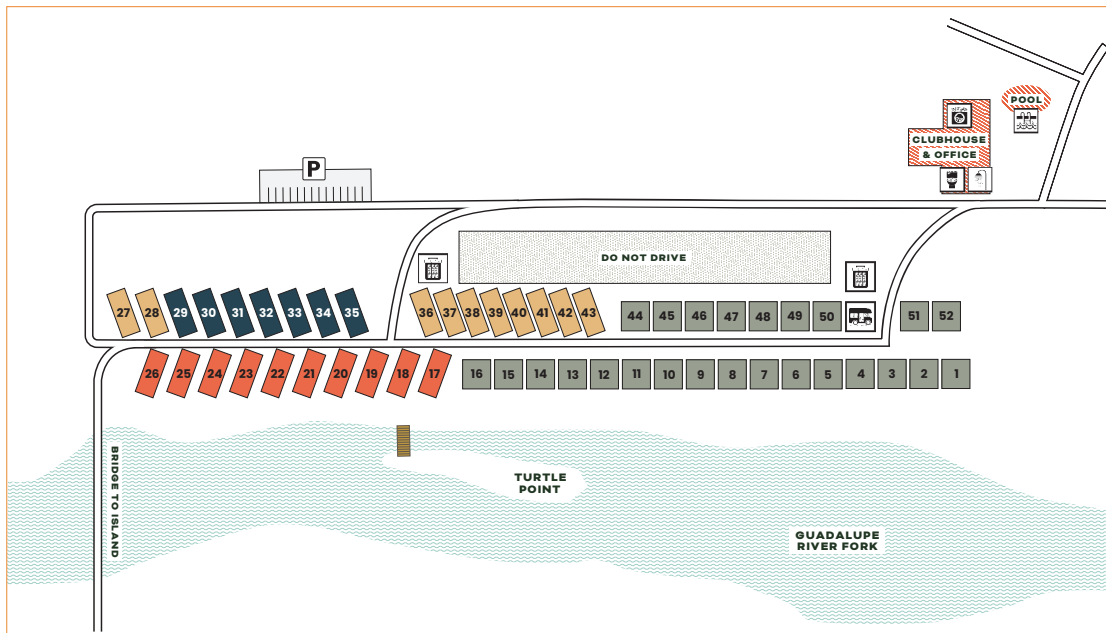 POOL
CLUBHOUSE
& OFFICE
P
DO NOT DRIVE
27 28 29 30 31 32 33 34 35 36 37 38 39 40 41 42 43 44 45 46 47 48 49 50 51 52
26 25 24 23 22 21 20 19 18 17 16 15 14 13 12 11 10 9 8 7 6 5 4 3 2 1
BRIDGE TO ISLAND
TURTLE
POINT
GUADALUPE
RIVER FORK